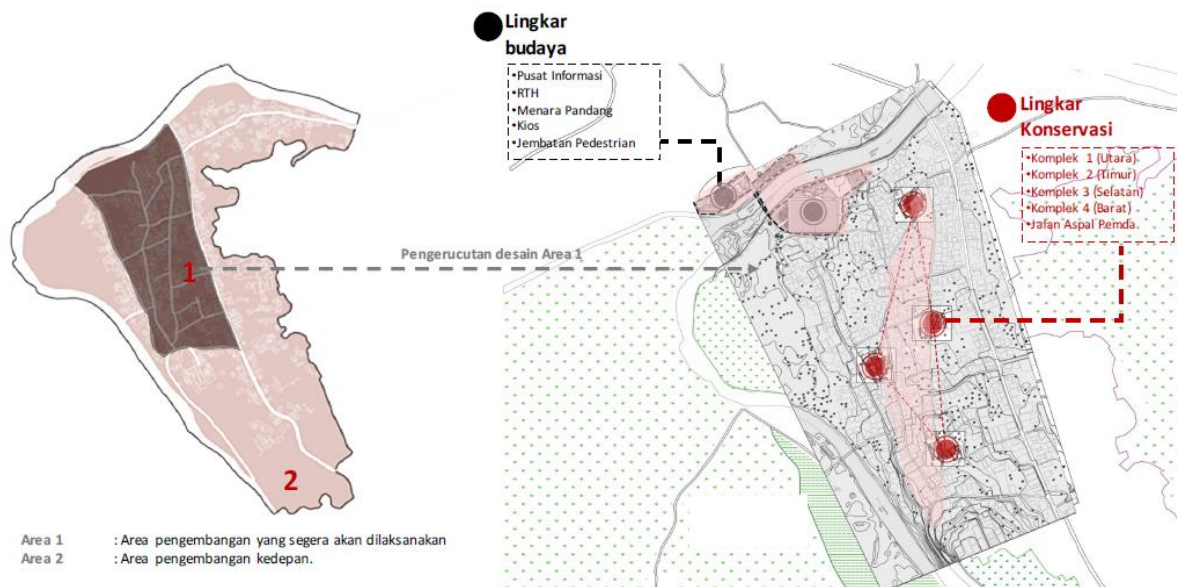 Lingkar
budaya
•Pusat Informasi
•RTH
•Menara Pandang
•Kios
•Jembatan Pedestrian
Lingkar
Konservasi
•Komplek 1 (Utara)
•Komplek 2 (Timur)
•Komplek 3 (Selatan)
•Komplek 4 (Barat)
•Jalan Aspal Pemda
Pengerucutan desain Area 1
1
2
Area 1 : Area pengembangan yang segera akan dilaksanakan
Area 2 : Area pengembangan kedepan.